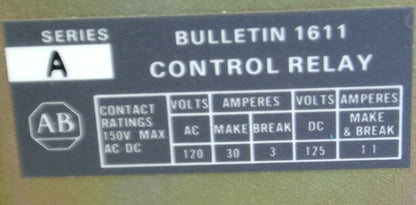 SERIES
A
BULLETIN 1611
CONTROL RELAY
AB
CONTACT RATINGS 150V MAX AC-DC
VOLTS AMPERES VOLTS AMPERES
AC MAKE BREAK DC MAKE & BREAK
120 30 3 125 1 1